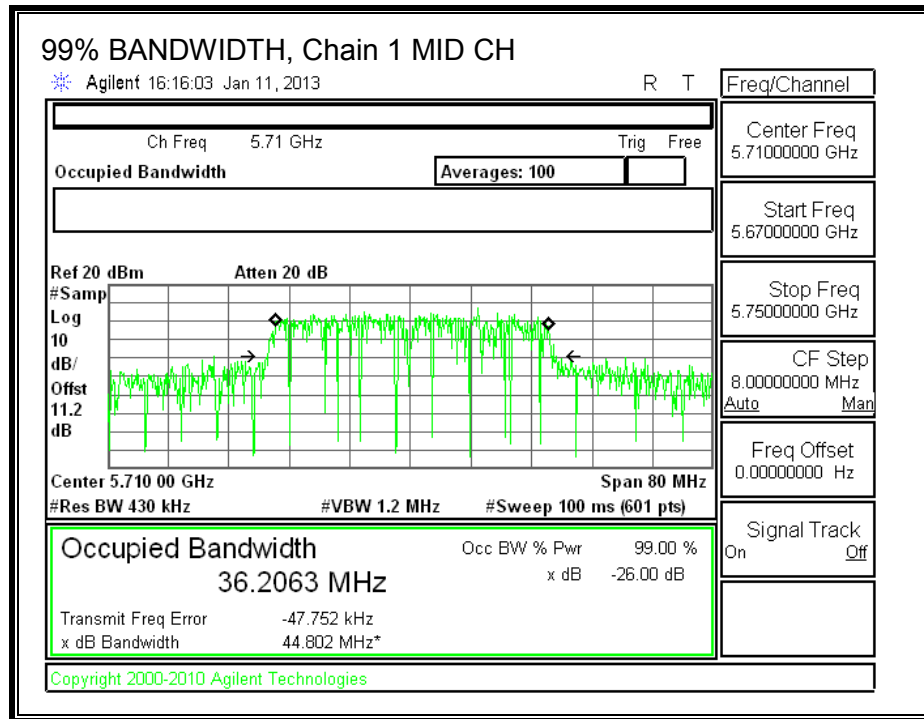 99% BANDWIDTH, Chain 1 MID CH
Agilent 16:16:03 Jan 11, 2013 R T
Freq/Channel
Ch Freq 5.71 GHz Trig Free
Occupied Bandwidth Averages: 100
Center Freq
5.71000000 GHz
Start Freq
5.67000000 GHz
Stop Freq
5.75000000 GHz
CF Step
8.00000000 MHz
Auto Man
Freq Offset
0.00000000 Hz
Signal Track
On Off
Ref 20 dBm Atten 20 dB
#Samp
Log
10
dB/
Offst
11.2
dB
Center 5.710 00 GHz Span 80 MHz
#Res BW 430 kHz #VBW 1.2 MHz #Sweep 100 ms (601 pts)
Occupied Bandwidth Occ BW % Pwr 99.00 %
36.2063 MHz x dB -26.00 dB
Transmit Freq Error -47.752 kHz
x dB Bandwidth 44.802 MHz*
Copyright 2000-2010 Agilent Technologies